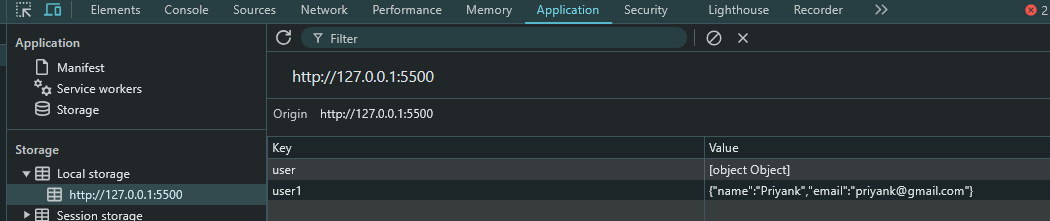 Elements Console Sources Network Performance Memory Application Security Lighthouse Recorder 2
Application
Filter
Manifest
Service workers
Storage
http://127.0.0.1:5500
Origin http://127.0.0.1:5500
Storage
Key Value
Local storage
user [object Object]
http://127.0.0.1:5500
user1 {"name":"Priyank","email":"priyank@gmail.com"}
Session storage